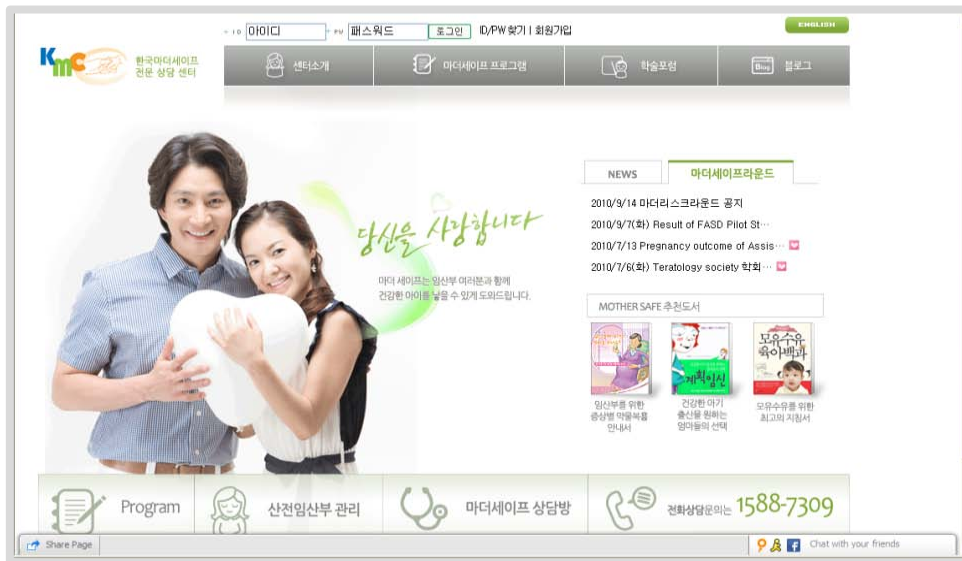 ID 아이디 PW 패스워드 로그인 ID/PW 찾기 | 회원가입
ENGLISH
KMC
한국마더세이프
전문 상담 센터
센터소개
마더세이프 프로그램
학술포럼
Blog 블로그
NEWS
마더세이프라운드
2010/9/14 마더리스크라운드 공지
2010/9/7(화) Result of FASD Pilot St…
2010/7/13 Pregnancy outcome of Assis…
2010/7/6(화) Teratology society 학회…
당신을 사랑합니다
마더 세이프는 임산부 여러분과 함께
건강한 아이를 낳을 수 있게 도와드립니다.
MOTHER SAFE 추천도서
계획임신
모유수유
육아백과
임산부를 위한
증상별 약물복용
안내서
건강한 아기
출산을 원하는
엄마들의 선택
모유수유를 위한
최고의 지침서
Program
산전임산부 관리
마더세이프 상담방
전화상담문의는 1588-7309
Share Page
Chat with your friends